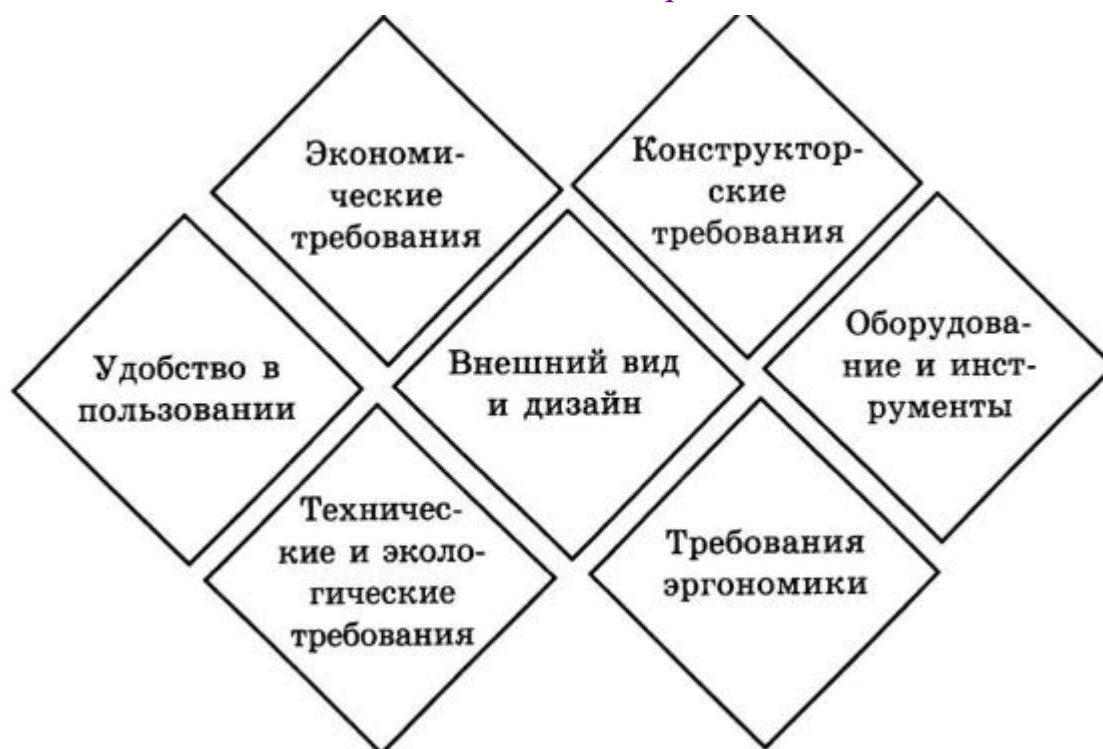 Экономи-
ческие
требования
Конструктор-
ские
требования
Удобство в
пользовании
Внешний вид
и дизайн
Оборудова-
ние и инст-
рументы
Техничес-
кие и эколо-
гические
требования
Требования
эргономики